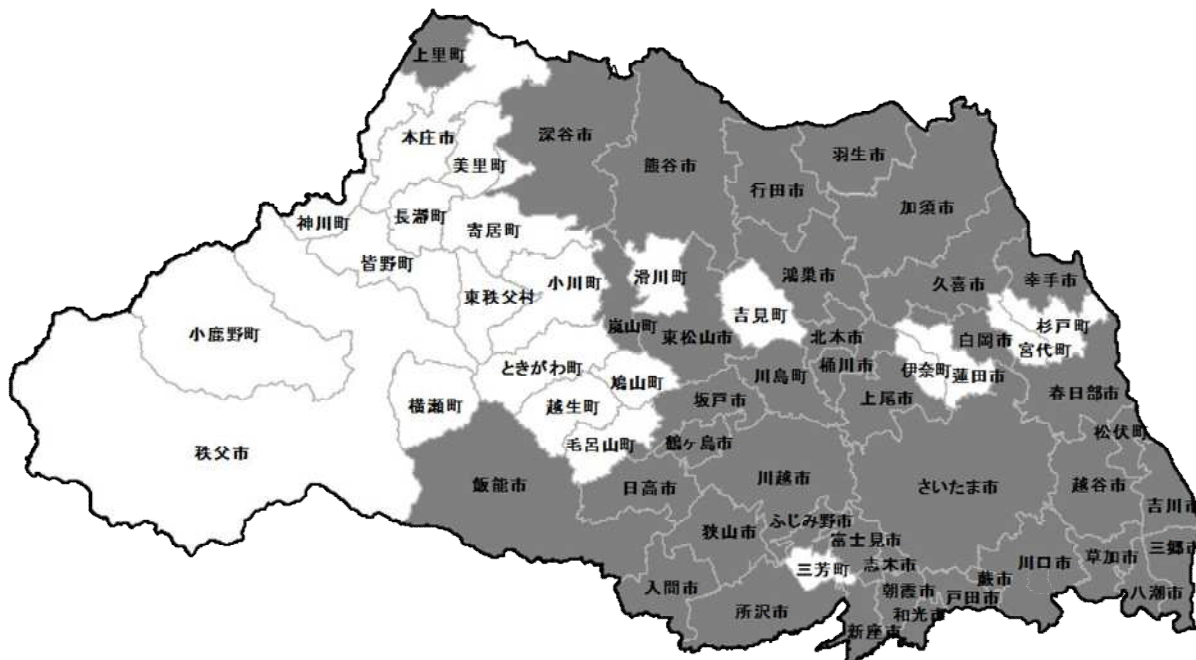 上里町
本庄市
深谷市
美里町
熊谷市
羽生市
行田市
加須市
神川町
長瀞町
寄居町
皆野町
小川町
滑川町
鴻巣市
久喜市
幸手市
東秩父村
吉見町
杉戸町
小鹿野町
嵐山町
東松山市
北本市
白岡市
宮代町
ときがわ町
鳩山町
川島町
桶川市
伊奈町
蓮田市
横瀬町
越生町
坂戸市
上尾市
春日部市
毛呂山町
鶴ヶ島市
松伏町
秩父市
飯能市
日高市
川越市
さいたま市
越谷市
吉川市
狭山市
ふじみ野市
富士見市
三芳町
志木市
川口市
草加市
三郷市
入間市
朝霞市
蕨市
戸田市
八潮市
所沢市
和光市
新座市